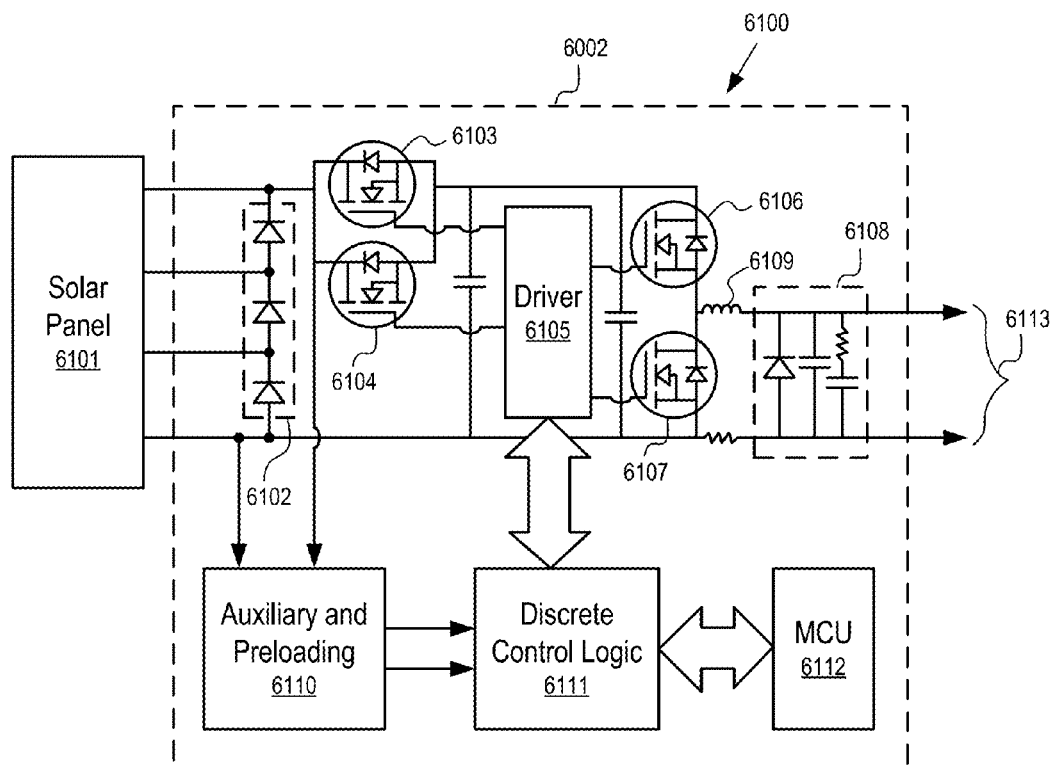 6100
6002
6103
6106
6108
6109
Solar
Panel
6101
Driver
6105
6113
6104
6107
6102
Auxiliary and
Preloading
6110
Discrete
Control Logic
6111
MCU
6112